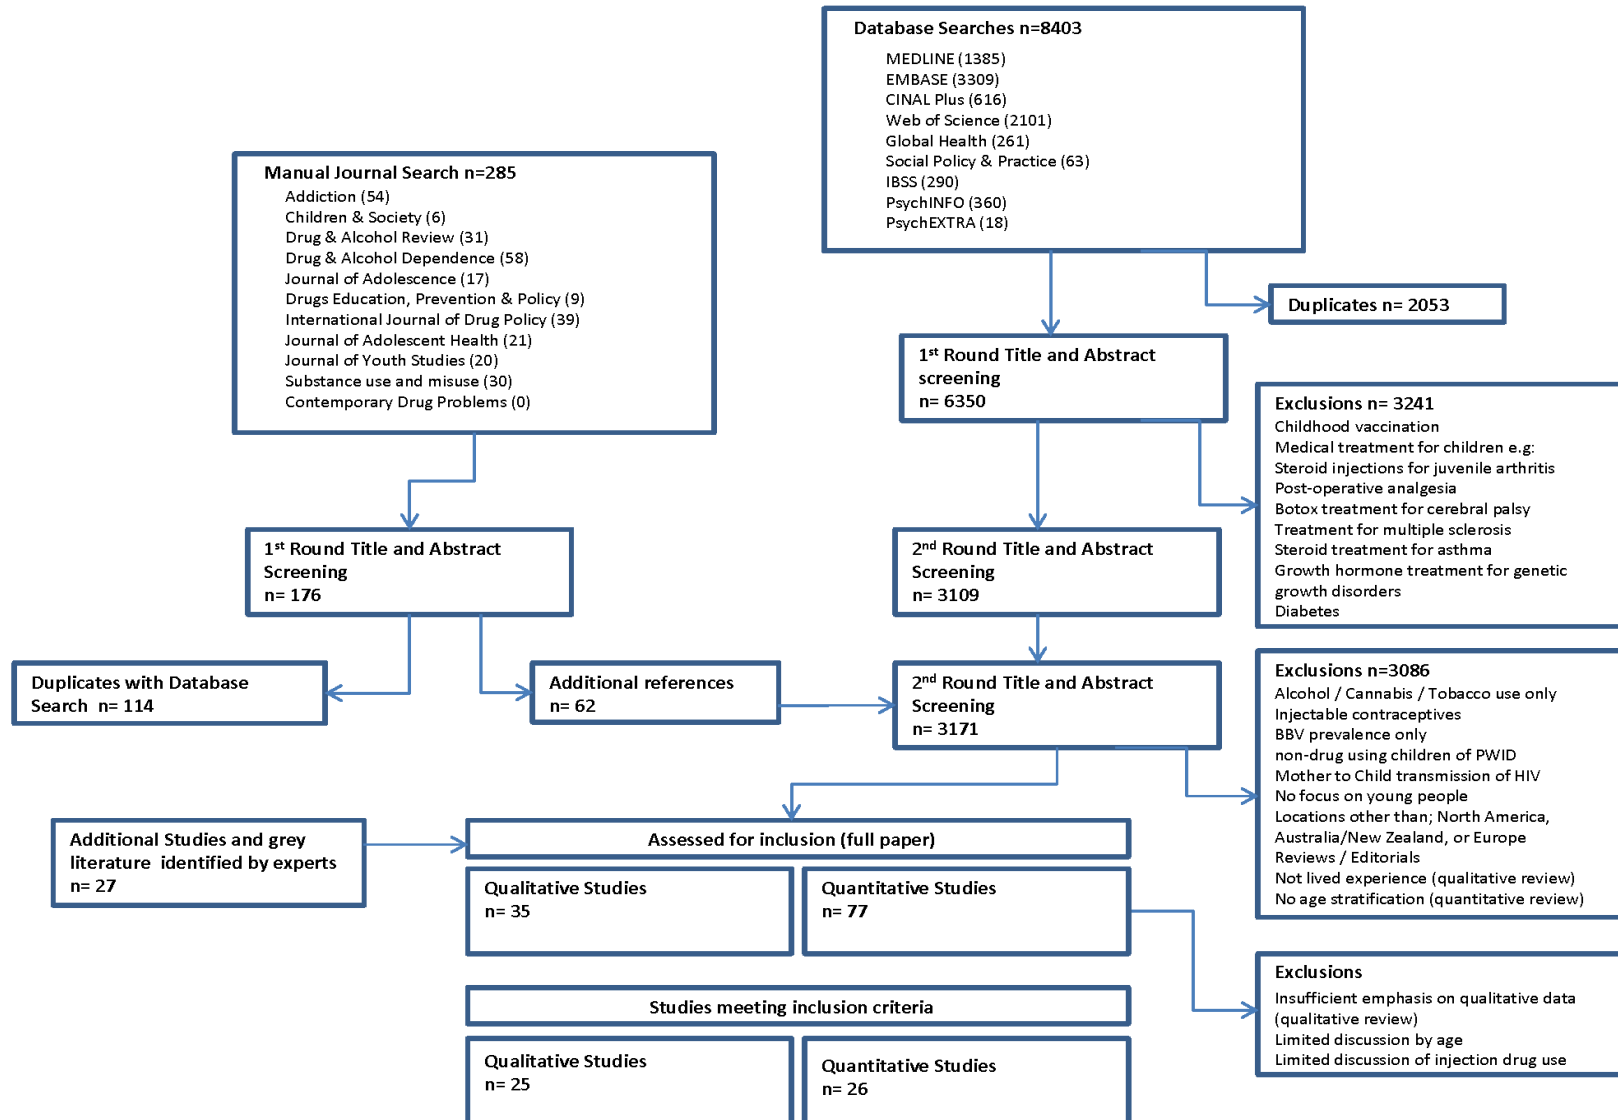 Database Searches n=8403
MEDLINE (1385)
EMBASE (3309)
CINAL Plus (616)
Web of Science (2101)
Global Health (261)
Social Policy & Practice (63)
IBSS (290)
PsychINFO (360)
PsychEXTRA (18)
Manual Journal Search n=285
Addiction (54)
Children & Society (6)
Drug & Alcohol Review (31)
Drug & Alcohol Dependence (58)
Journal of Adolescence (17)
Drugs Education, Prevention & Policy (9)
International Journal of Drug Policy (39)
Journal of Adolescent Health (21)
Journal of Youth Studies (20)
Substance use and misuse (30)
Contemporary Drug Problems (0)
Duplicates n= 2053
1st Round Title and Abstract
screening
n= 6350
Exclusions n= 3241
Childhood vaccination
Medical treatment for children e.g:
Steroid injections for juvenile arthritis
Post-operative analgesia
Botox treatment for cerebral palsy
Treatment for multiple sclerosis
Steroid treatment for asthma
Growth hormone treatment for genetic
growth disorders
Diabetes
1st Round Title and Abstract
Screening
n= 176
2nd Round Title and Abstract
Screening
n= 3109
Duplicates with Database
Search n= 114
Additional references
n= 62
2nd Round Title and Abstract
Screening
n= 3171
Exclusions n=3086
Alcohol / Cannabis / Tobacco use only
Injectable contraceptives
BBV prevalence only
non-drug using children of PWID
Mother to Child transmission of HIV
No focus on young people
Locations other than; North America,
Australia/New Zealand, or Europe
Reviews / Editorials
Not lived experience (qualitative review)
No age stratification (quantitative review)
Additional Studies and grey
literature identified by experts
n= 27
Assessed for inclusion (full paper)
Qualitative Studies
n= 35
Quantitative Studies
n= 77
Exclusions
Insufficient emphasis on qualitative data
(qualitative review)
Limited discussion by age
Limited discussion of injection drug use
Studies meeting inclusion criteria
Qualitative Studies
n= 25
Quantitative Studies
n= 26